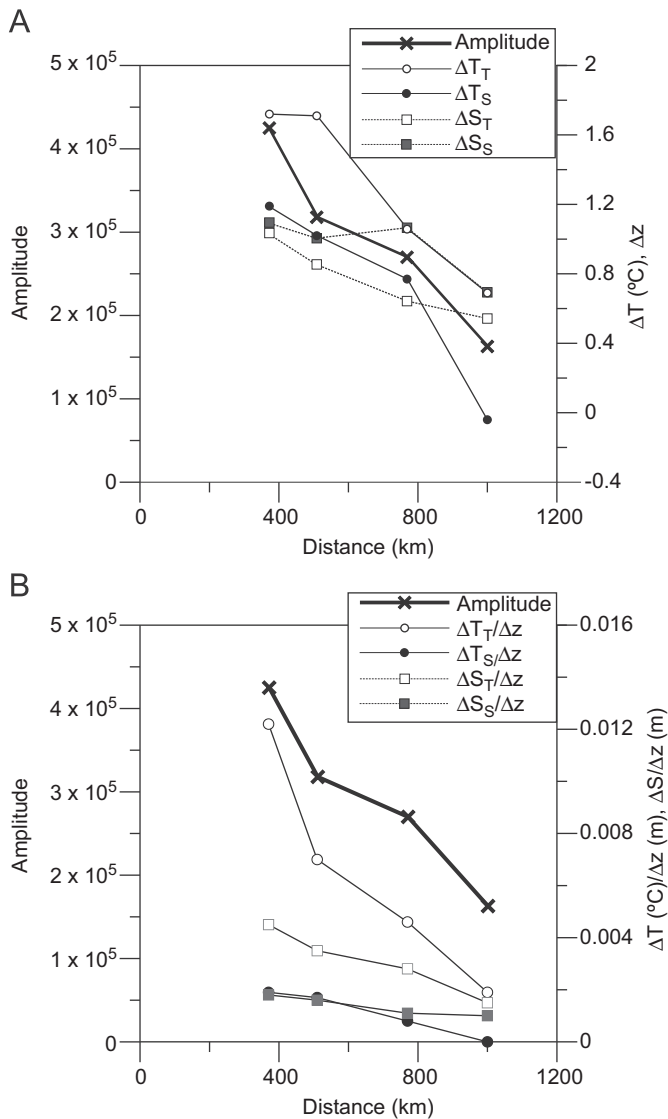 A
Amplitude
ΔT_T
ΔT_S
ΔS_T
ΔS_S
5 x 10⁵
4 x 10⁵
3 x 10⁵
2 x 10⁵
1 x 10⁵
0
Amplitude
2
1.6
1.2
0.8
0.4
0
-0.4
ΔT (ºC), Δz
0
400
800
1200
Distance (km)
B
Amplitude
ΔT_T/Δz
ΔT_S/Δz
ΔS_T/Δz
ΔS_S/Δz
5 x 10⁵
4 x 10⁵
3 x 10⁵
2 x 10⁵
1 x 10⁵
0
Amplitude
0.016
0.012
0.008
0.004
0
ΔT (ºC)/Δz (m), ΔS/Δz (m)
0
400
800
1200
Distance (km)